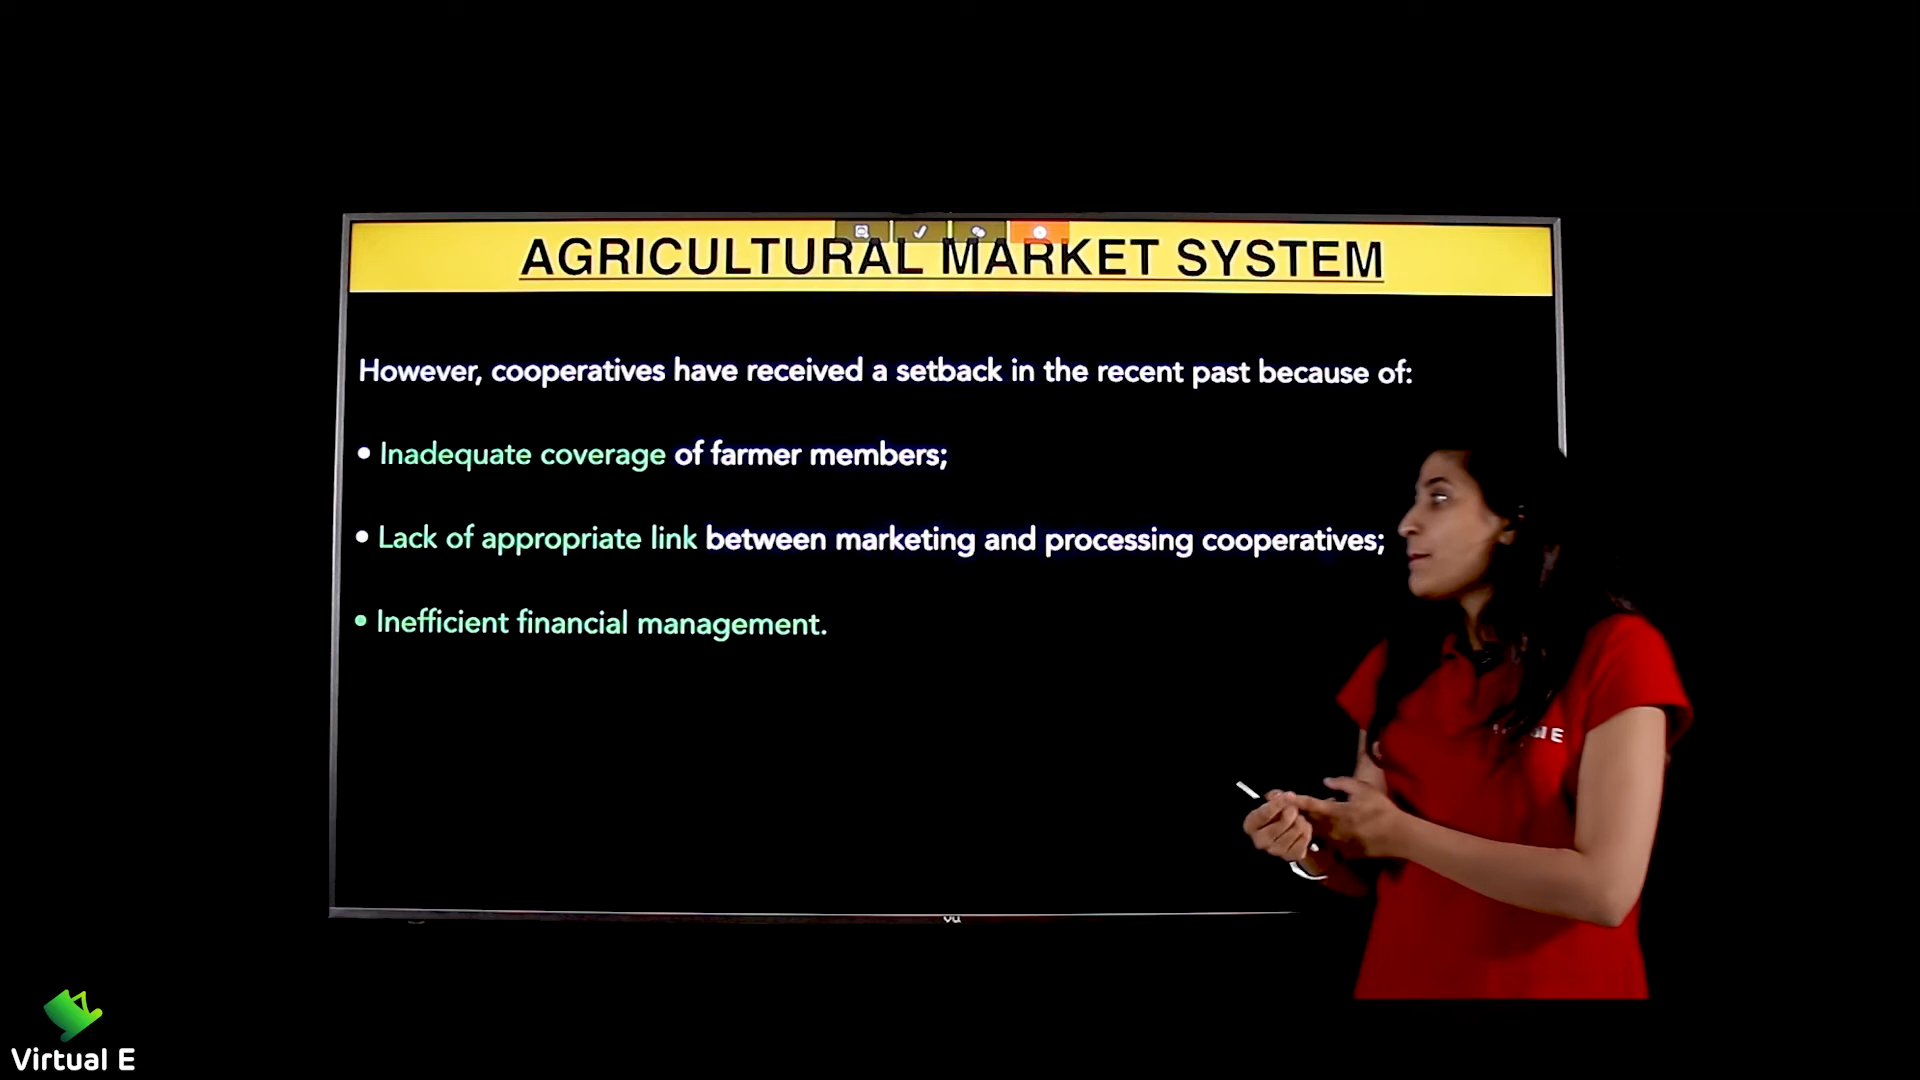 AGRICULTURAL MARKET SYSTEM
However, cooperatives have received a setback in the recent past because of:
• Inadequate coverage of farmer members;
• Lack of appropriate link between marketing and processing cooperatives;
• Inefficient financial management.
E
Vu
Virtual E